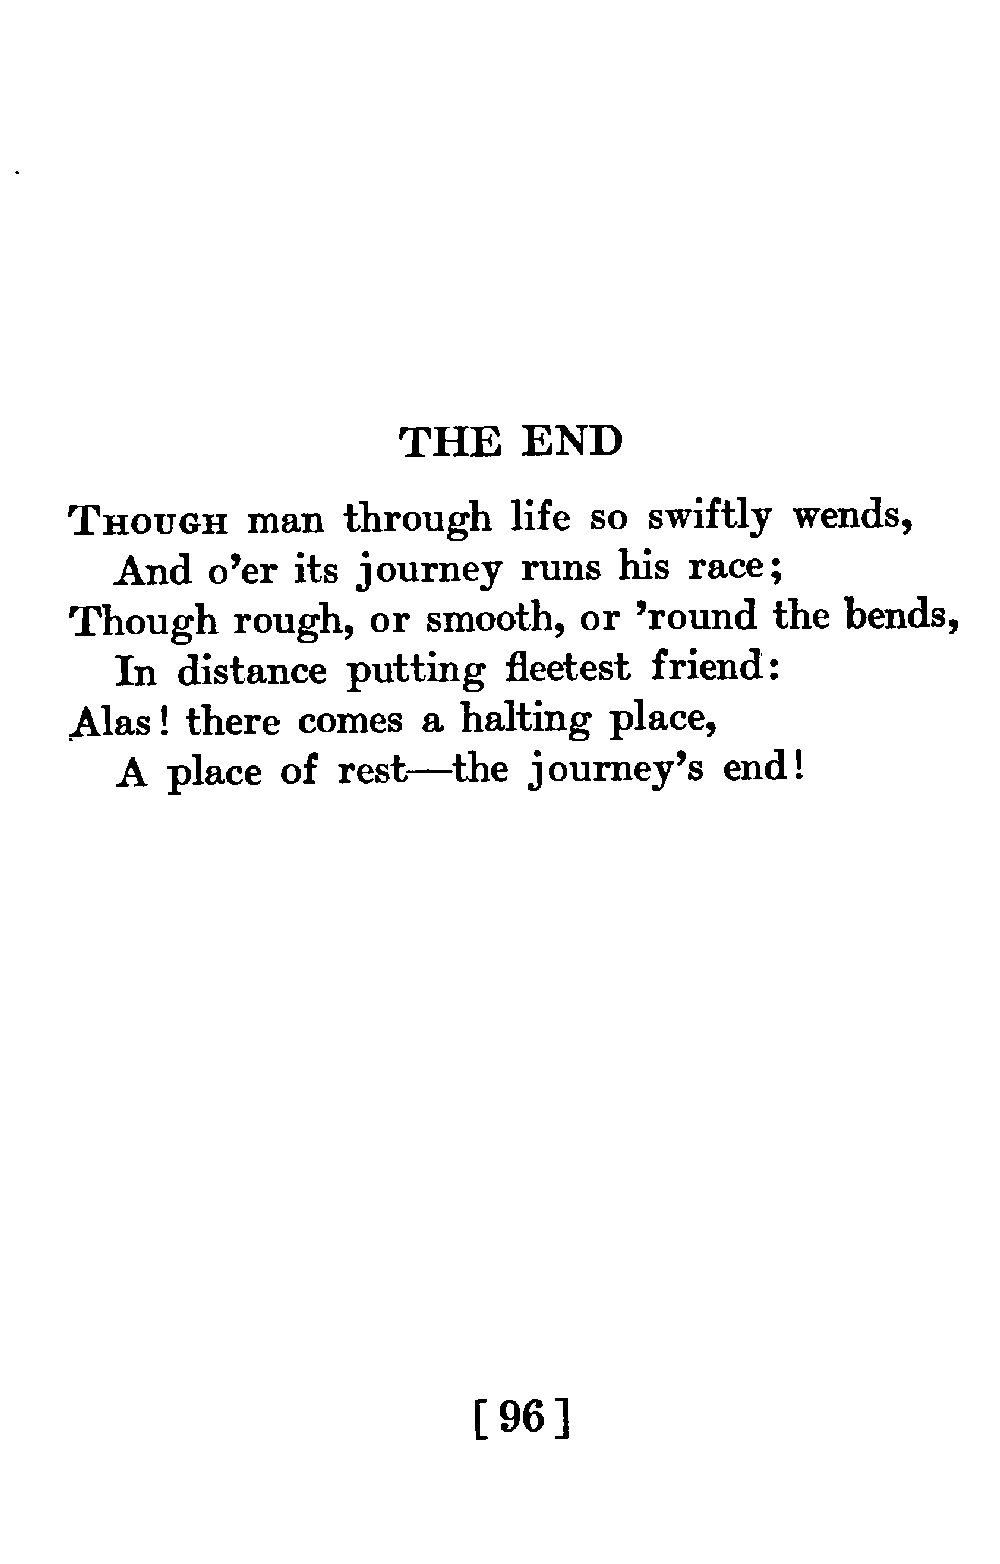 THE END
THOUGH man through life so swiftly wends,
And o’er its journey runs his race;
Though rough, or smooth, or ’round the bends,
In distance putting fleetest friend:
Alas! there comes a halting place,
A place of rest—the journey’s end!
[96]